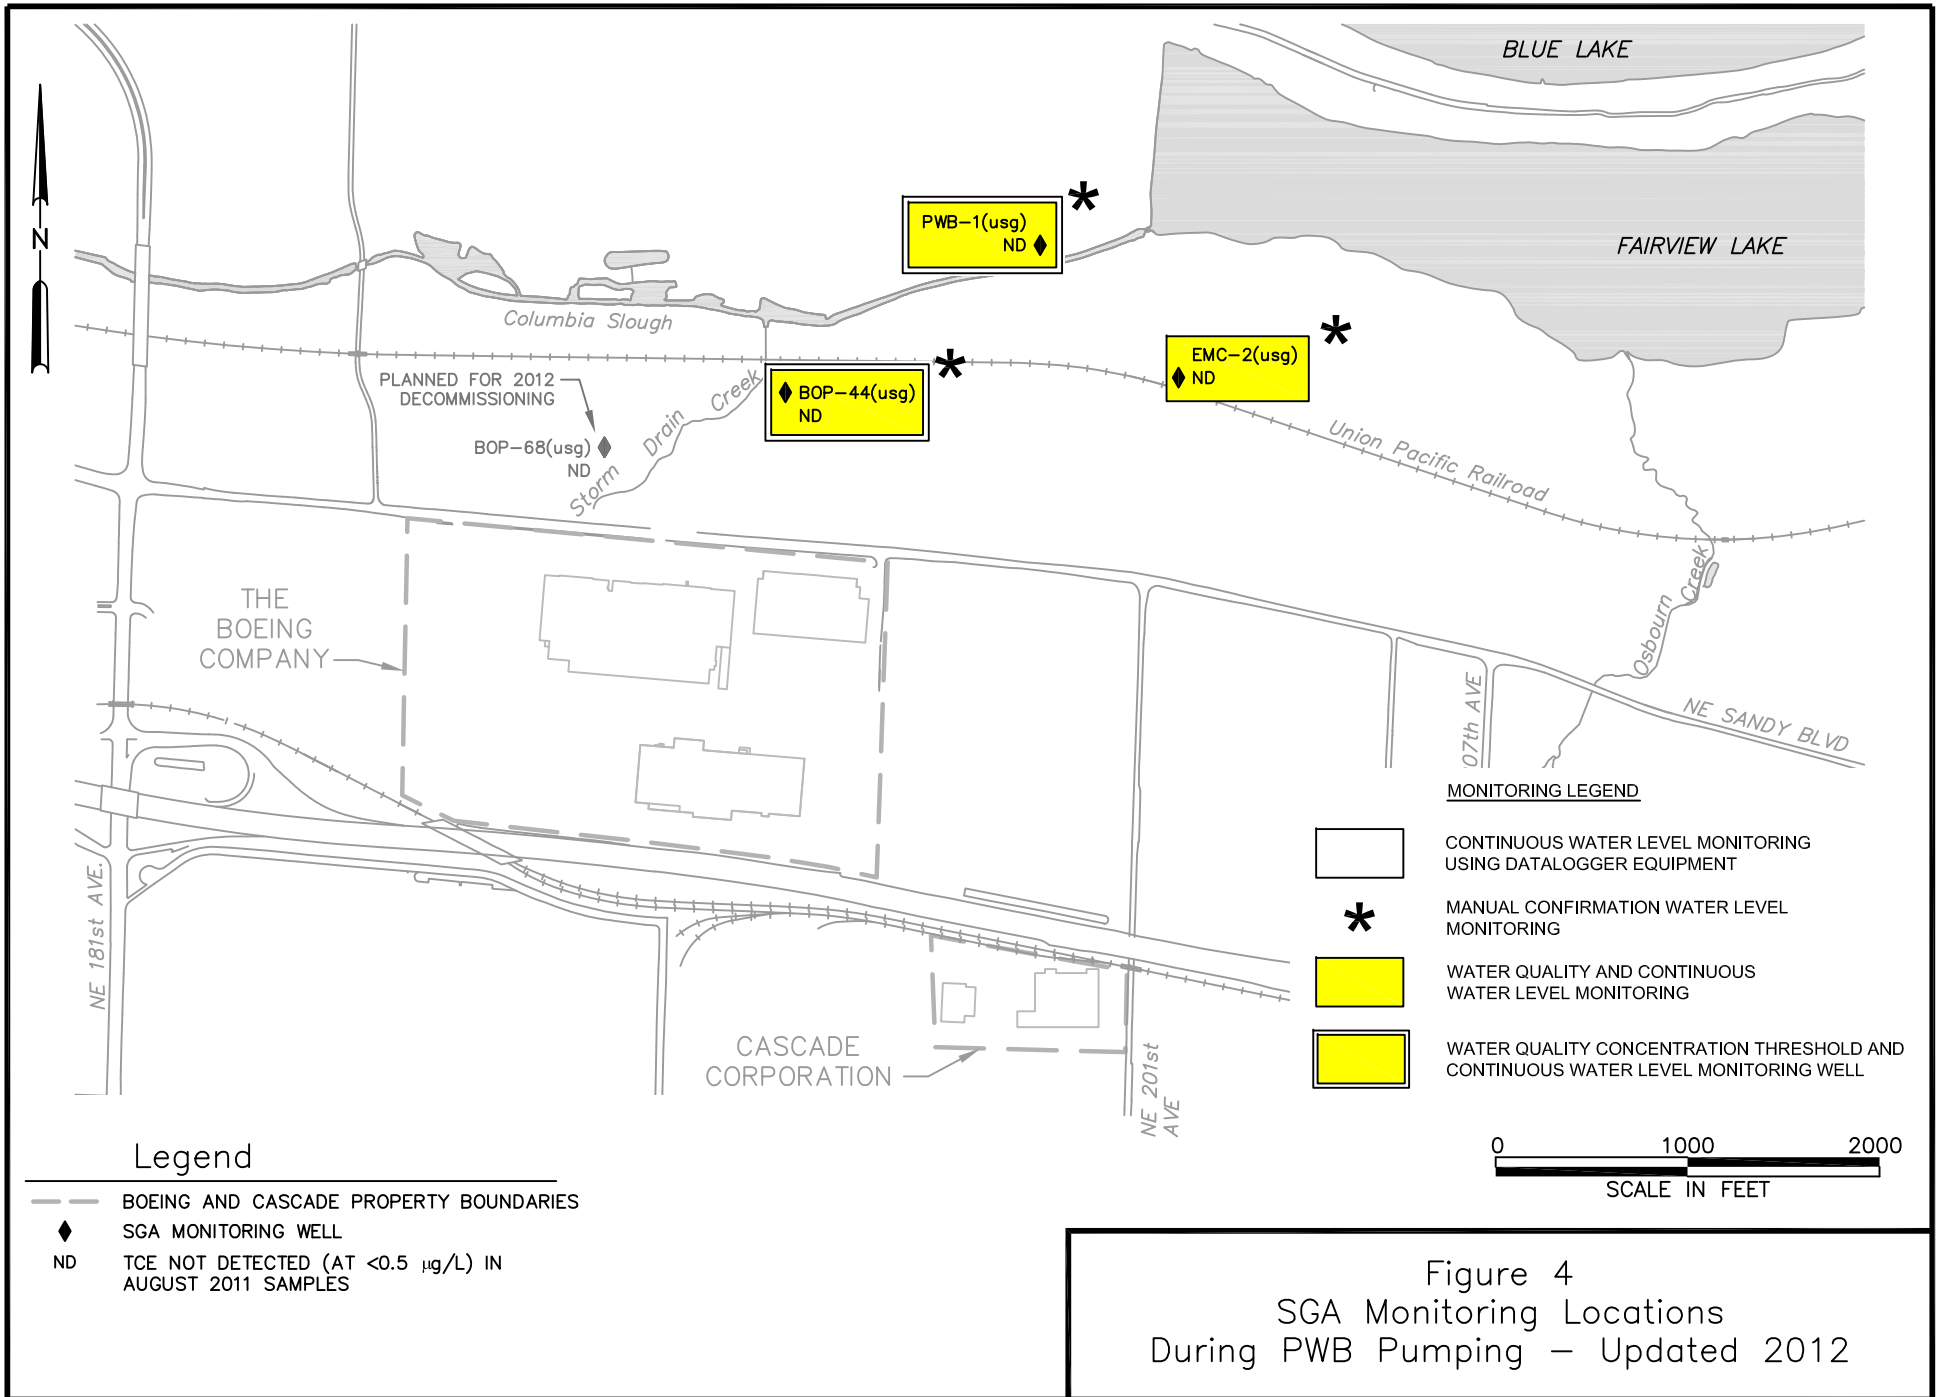 BLUE LAKE
FAIRVIEW LAKE
N
PWB-1(usg)
ND
*
Columbia Slough
EMC-2(usg)
ND
*
PLANNED FOR 2012
DECOMMISSIONING
BOP-44(usg)
ND
*
BOP-68(usg)
ND
Storm Drain Creek
Union Pacific Railroad
Osbourn Creek
THE
BOEING
COMPANY
07th AVE
NE SANDY BLVD
NE 181st AVE.
CASCADE
CORPORATION
NE 201st
AVE
MONITORING LEGEND
CONTINUOUS WATER LEVEL MONITORING
USING DATALOGGER EQUIPMENT
* MANUAL CONFIRMATION WATER LEVEL
MONITORING
WATER QUALITY AND CONTINUOUS
WATER LEVEL MONITORING
WATER QUALITY CONCENTRATION THRESHOLD AND
CONTINUOUS WATER LEVEL MONITORING WELL
0 1000 2000
SCALE IN FEET
Legend
BOEING AND CASCADE PROPERTY BOUNDARIES
SGA MONITORING WELL
ND TCE NOT DETECTED (AT <0.5 µg/L) IN
AUGUST 2011 SAMPLES
Figure 4
SGA Monitoring Locations
During PWB Pumping – Updated 2012